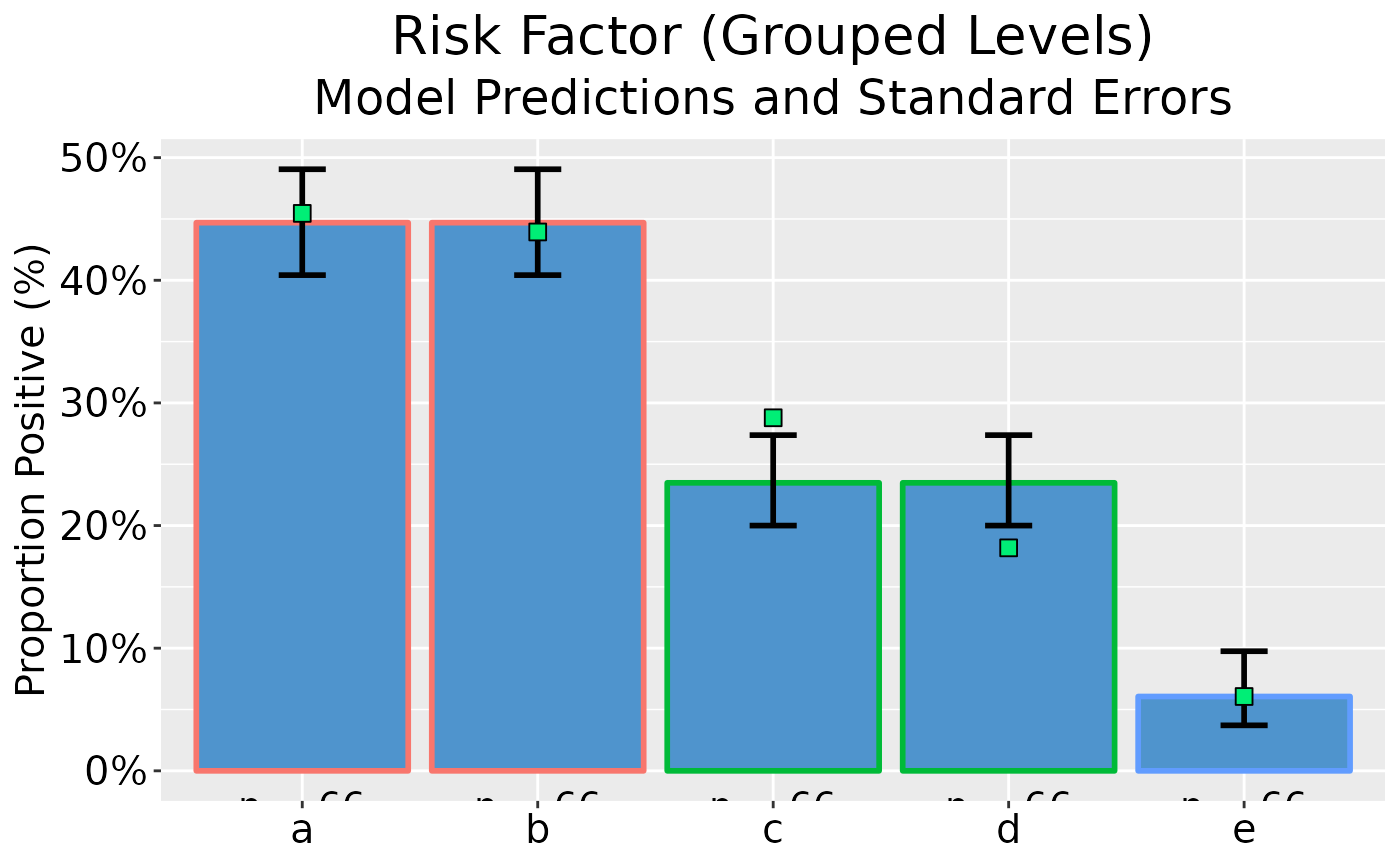 Risk Factor (Grouped Levels)
Model Predictions and Standard Errors
Proportion Positive (%)
50%
40%
30%
20%
10%
0%
a b c d e